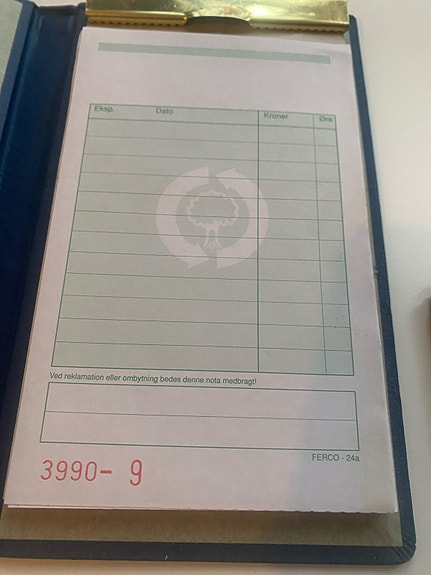 Eksp. Dato Kroner Øre
Ved reklamation eller ombytning bedes denne nota medbragt!
FERCO - 24a
3990- 9